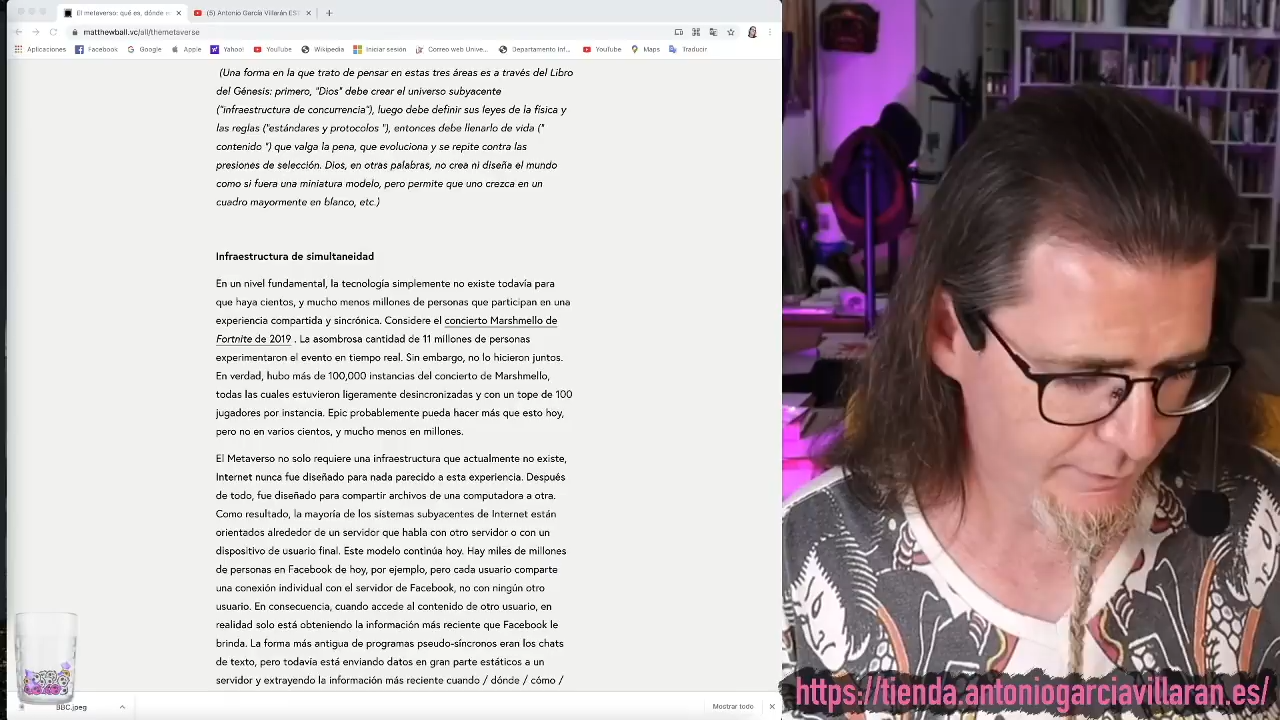 El metaverso: qué es, dónde e
(5) Antonio García Villarán ES
matthewball.vc/all/themetaverse
Aplicaciones
Facebook
Google
Apple
Yahoo!
YouTube
Wikipedia
Iniciar sesión
Correo web Unive...
Departamento inf...
YouTube
Maps
Traducir
(Una forma en la que trato de pensar en estas tres áreas es a través del Libro
del Génesis: primero, "Dios" debe crear el universo subyacente
("infraestructura de concurrencia"), luego debe definir sus leyes de la física y
las reglas ("estándares y protocolos "), entonces debe llenarlo de vida ("
contenido ") que valga la pena, que evoluciona y se repite contra las
presiones de selección. Dios, en otras palabras, no crea ni diseña el mundo
como si fuera una miniatura modelo, pero permite que uno crezca en un
cuadro mayormente en blanco, etc.)
Infraestructura de simultaneidad
En un nivel fundamental, la tecnología simplemente no existe todavía para
que haya cientos, y mucho menos millones de personas que participan en una
experiencia compartida y sincrónica. Considere el concierto Marshmello de
Fortnite de 2019 . La asombrosa cantidad de 11 millones de personas
experimentaron el evento en tiempo real. Sin embargo, no lo hicieron juntos.
En verdad, hubo más de 100,000 instancias del concierto de Marshmello,
todas las cuales estuvieron ligeramente desincronizadas y con un tope de 100
jugadores por instancia. Epic probablemente pueda hacer más que esto hoy,
pero no en varios cientos, y mucho menos en millones.
El Metaverso no solo requiere una infraestructura que actualmente no existe,
Internet nunca fue diseñado para nada parecido a esta experiencia. Después
de todo, fue diseñado para compartir archivos de una computadora a otra.
Como resultado, la mayoría de los sistemas subyacentes de Internet están
orientados alrededor de un servidor que habla con otro servidor o con un
dispositivo de usuario final. Este modelo continúa hoy. Hay miles de millones
de personas en Facebook de hoy, por ejemplo, pero cada usuario comparte
una conexión individual con el servidor de Facebook, no con ningún otro
usuario. En consecuencia, cuando accede al contenido de otro usuario, en
realidad solo está obteniendo la información más reciente que Facebook le
brinda. La forma más antigua de programas pseudo-síncronos eran los chats
de texto, pero todavía está enviando datos en gran parte estáticos a un
servidor y extrayendo la información más reciente cuando / dónde / cómo /
BBC.jpeg
Mostrar todo
https://tienda.antoniogarciavillaran.es/